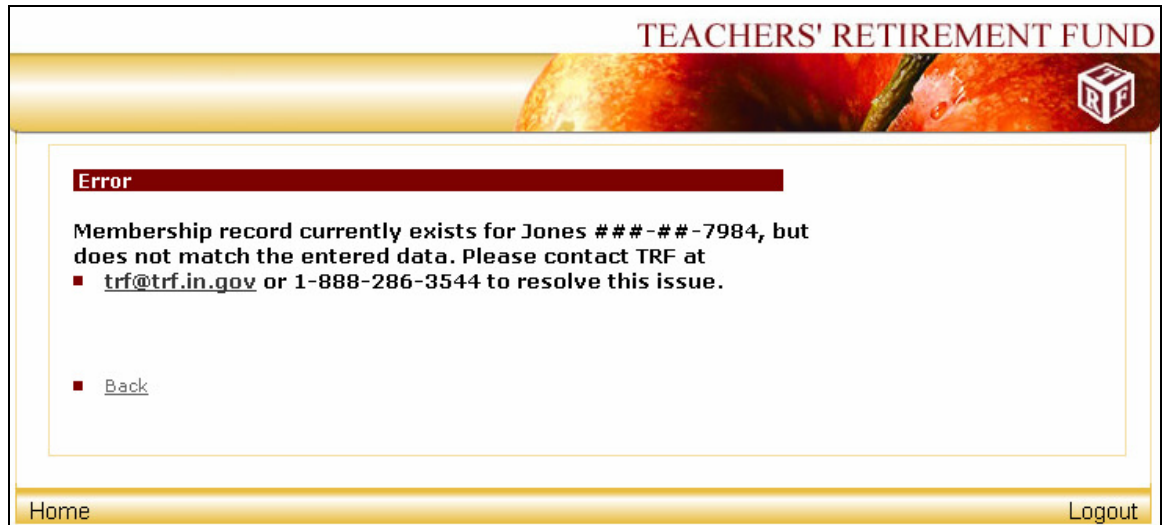 TEACHERS' RETIREMENT FUND
T
R F
Error
Membership record currently exists for Jones ###-##-7984, but
does not match the entered data. Please contact TRF at
trf@trf.in.gov or 1-888-286-3544 to resolve this issue.
Back
Home Logout